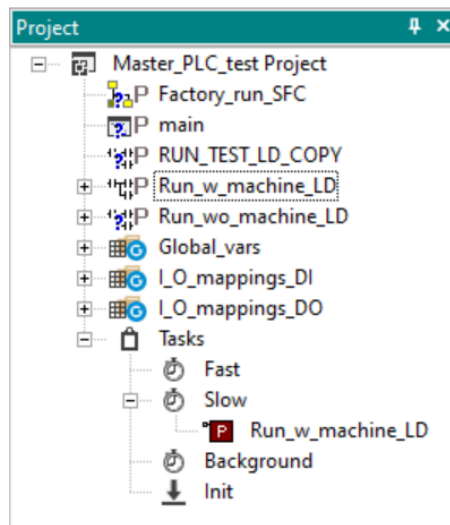 Project
Master_PLC_test Project
P Factory_run_SFC
P main
P RUN_TEST_LD_COPY
P Run_w_machine_LD
P Run_wo_machine_LD
G Global_vars
G I_O_mappings_DI
G I_O_mappings_DO
Tasks
Fast
Slow
P Run_w_machine_LD
Background
Init